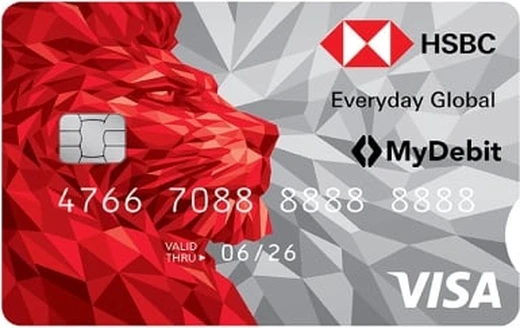 HSBC
Everyday Global
MyDebit
4766 7088 8888 8888
VALID
THRU 06/26
VISA